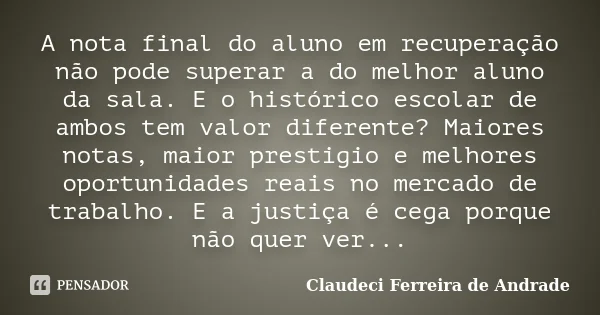 A nota final do aluno em recuperação
não pode superar a do melhor aluno
da sala. E o histórico escolar de
ambos tem valor diferente? Maiores
notas, maior prestigio e melhores
oportunidades reais no mercado de
trabalho. E a justiça é cega porque
não quer ver...
PENSADOR
Claudeci Ferreira de Andrade